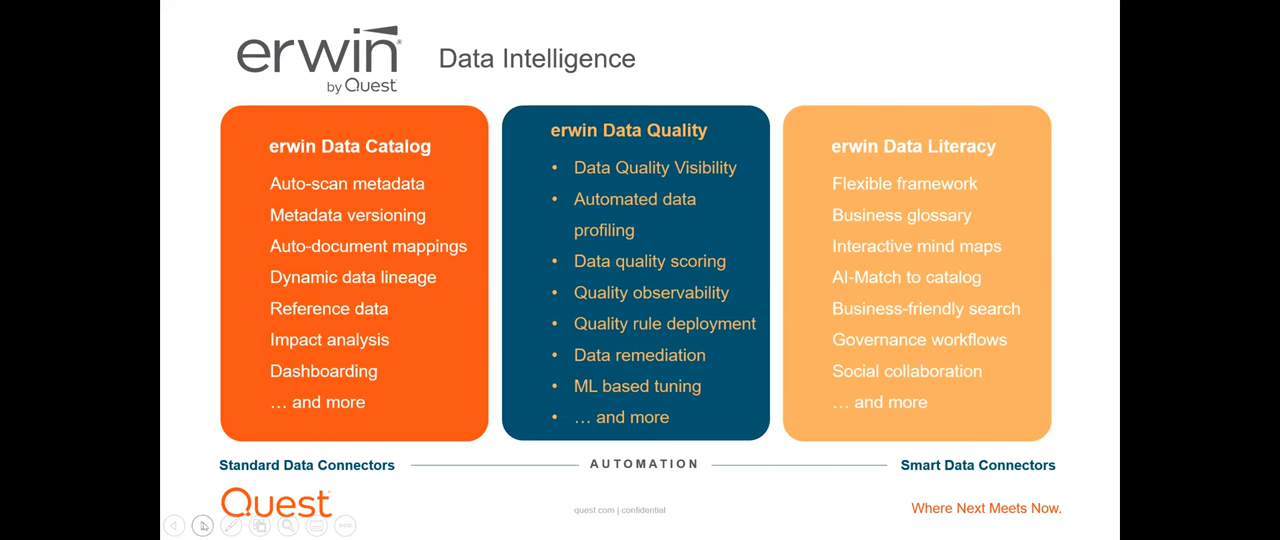 erwin®
by Quest®
Data Intelligence
erwin Data Catalog
Auto-scan metadata
Metadata versioning
Auto-document mappings
Dynamic data lineage
Reference data
Impact analysis
Dashboarding
… and more
erwin Data Quality
• Data Quality Visibility
• Automated data
profiling
• Data quality scoring
• Quality observability
• Quality rule deployment
• Data remediation
• ML based tuning
• … and more
erwin Data Literacy
Flexible framework
Business glossary
Interactive mind maps
AI-Match to catalog
Business-friendly search
Governance workflows
Social collaboration
… and more
Standard Data Connectors
AUTOMATION
Smart Data Connectors
Quest
quest.com | confidential
Where Next Meets Now.